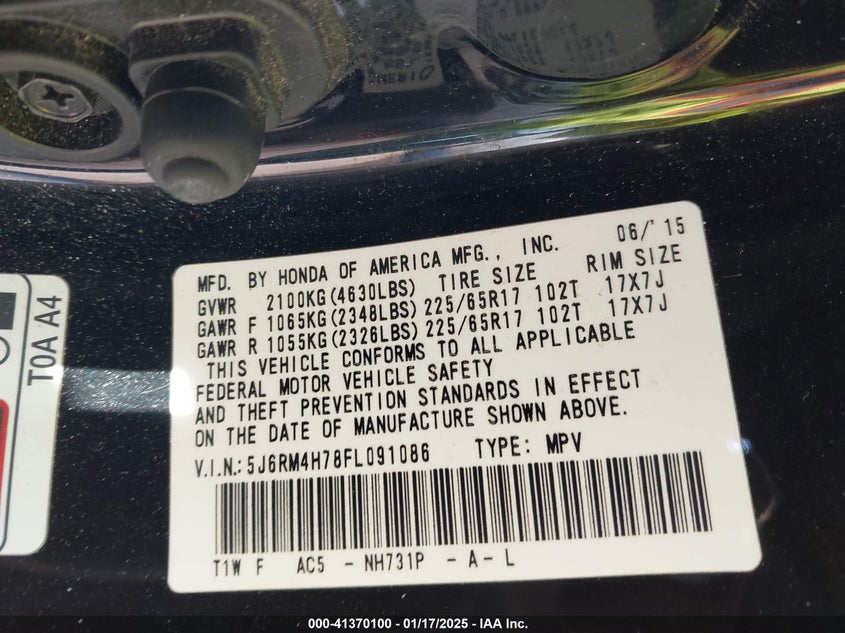 MFD. BY HONDA OF AMERICA MFG., INC. 06/'15
GVWR 2100KG(4630LBS) TIRE SIZE RIM SIZE
GAWR F 1065KG(2348LBS) 225/65R17 102T 17X7J
GAWR R 1055KG(2326LBS) 225/65R17 102T 17X7J
THIS VEHICLE CONFORMS TO ALL APPLICABLE
FEDERAL MOTOR VEHICLE SAFETY
AND THEFT PREVENTION STANDARDS IN EFFECT
ON THE DATE OF MANUFACTURE SHOWN ABOVE.
V.I.N.: 5J6RM4H78FL091086 TYPE: MPV
T1W F AC5 - NH731P - A - L
T0A A4
000-41370100 - 01/17/2025 - IAA Inc.